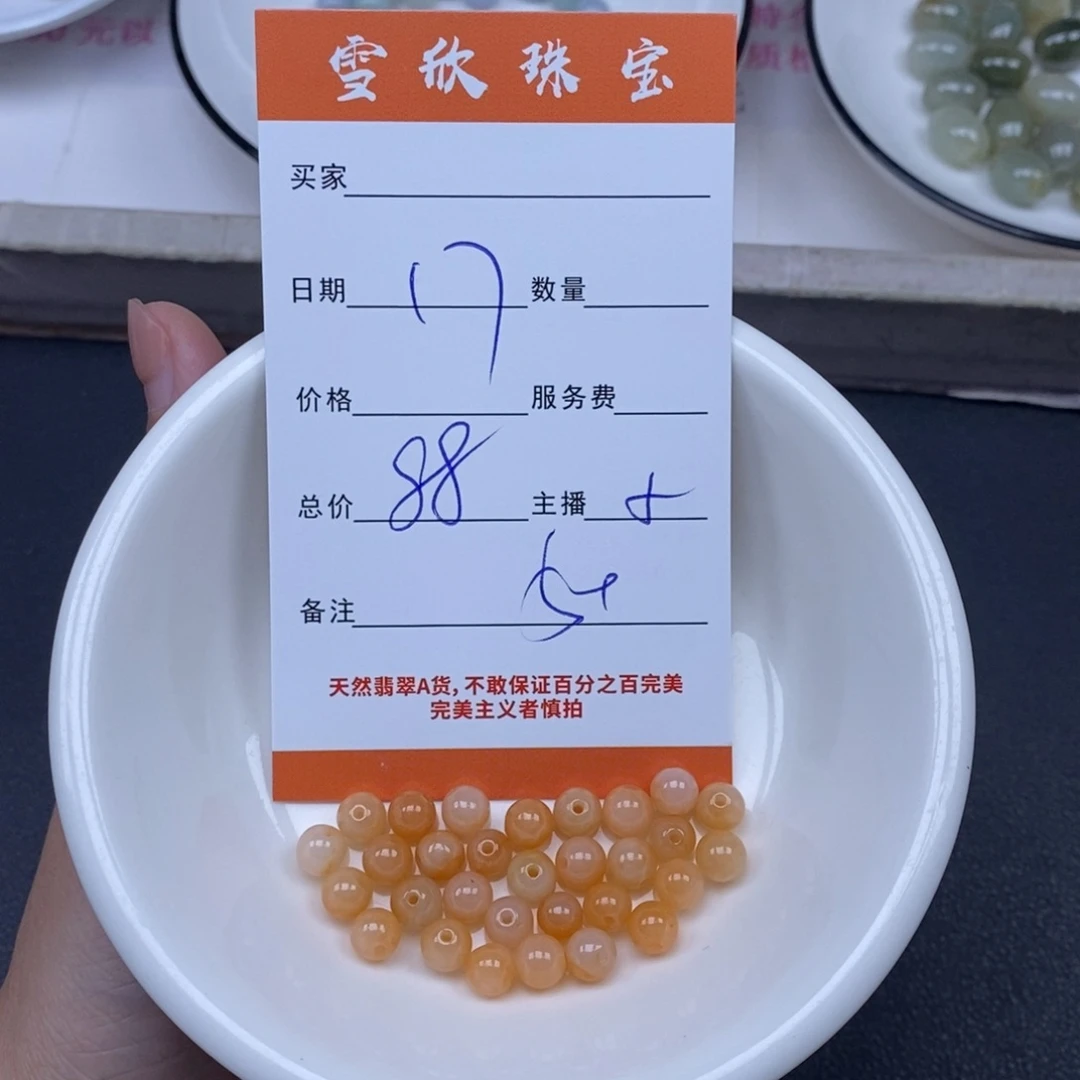 雪欣珠宝
买家
日期 17 数量
价格 服务费
总价 88 主播
备注
天然翡翠A货,不敢保证百分之百完美
完美主义者慎拍